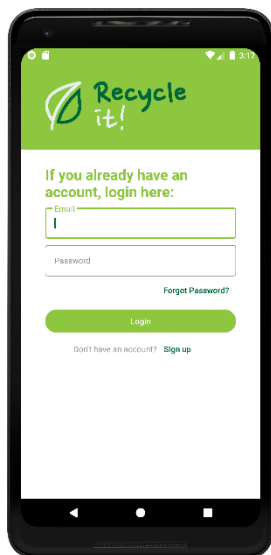 3:17
Recycle
it!
If you already have an
account, login here:
Email
Password
Forgot Password?
Login
Don't have an account? Sign up